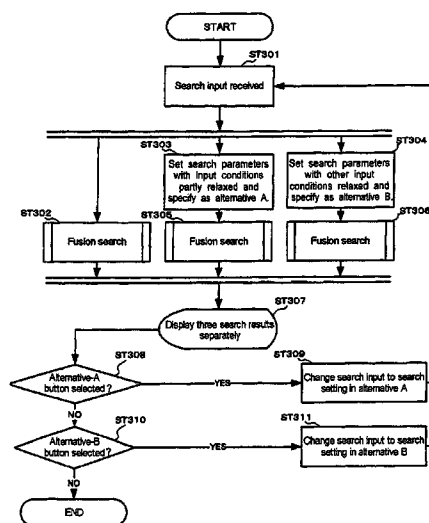 START
ST301
Search input received
ST303
ST304
Set search parameters
with input conditions
partly relaxed and
specify as alternative A.
Set search parameters
with other input
conditions relaxed and
specify as alternative B.
ST302
ST305
ST306
Fusion search
Fusion search
Fusion search
ST307
Display three search results
separately
ST308
ST309
Alternative-A
button selected?
YES
Change search input to search
setting in alternative A
NO
ST310
ST311
Alternative-B
button selected?
YES
Change search input to search
setting in alternative B
NO
END